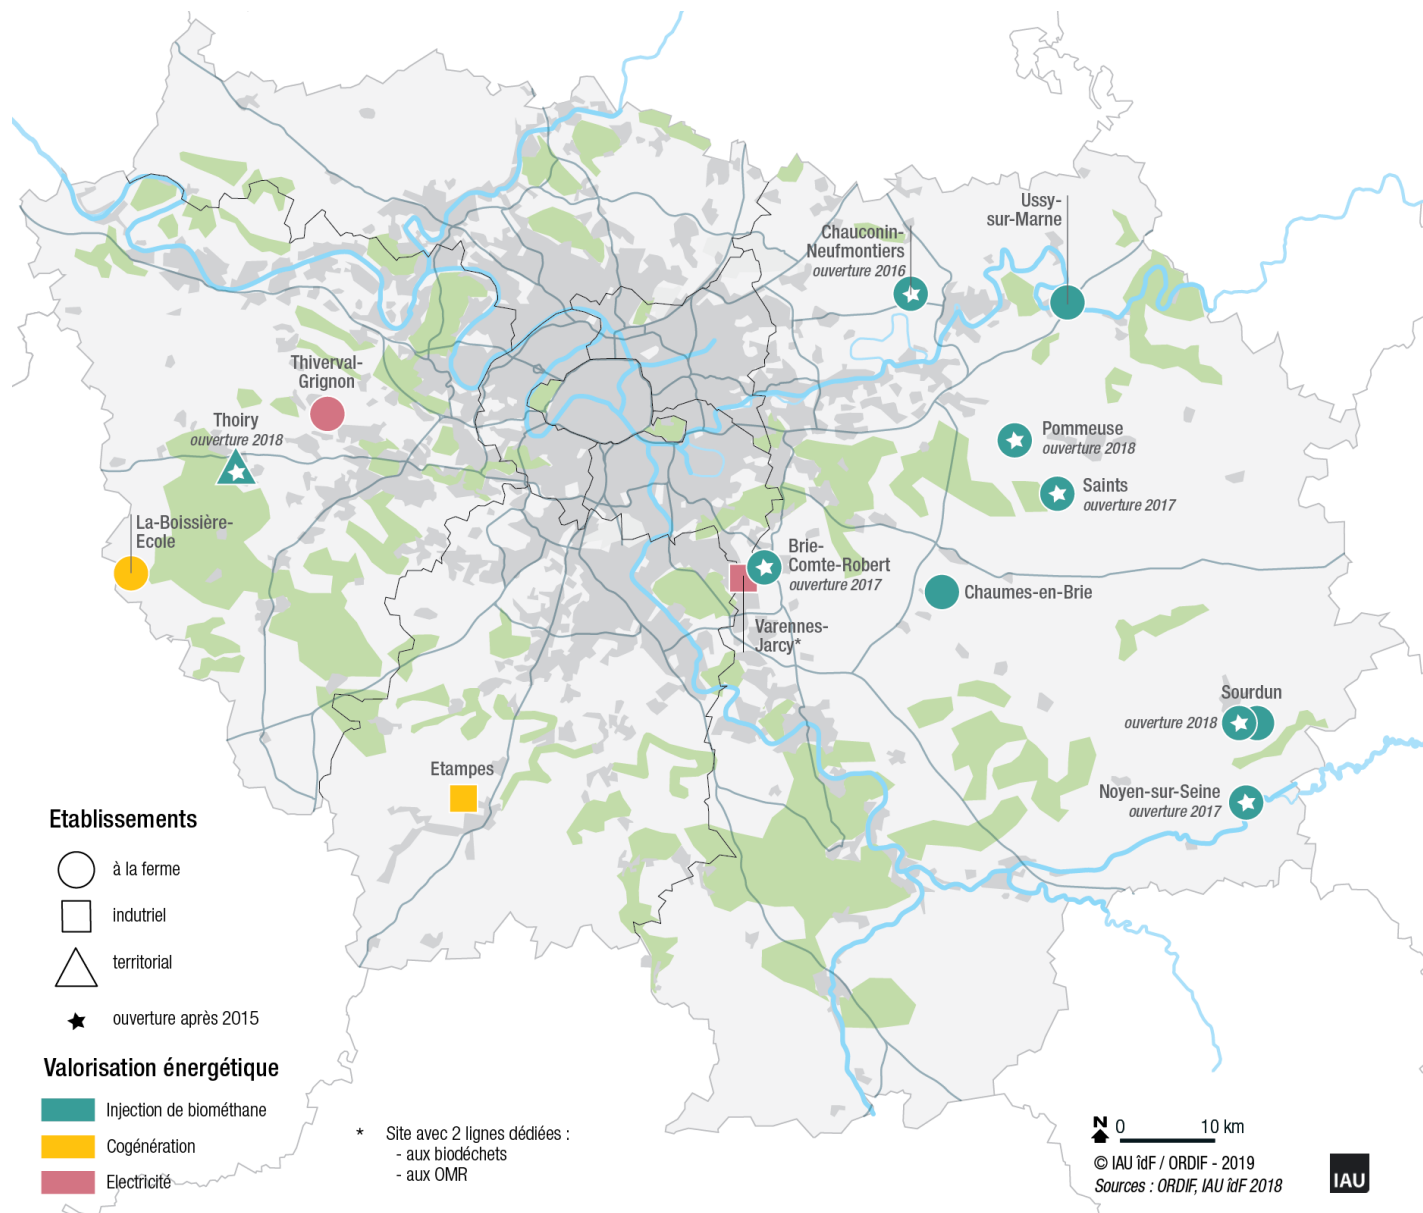 Ussy-
sur-Marne
Chauconin-
Neufmontiers
ouverture 2016
Thiverval-
Grignon
Thoiry
ouverture 2018
Pommeuse
ouverture 2018
Saints
ouverture 2017
La-Boissière-
Ecole
Brie-
Comte-Robert
ouverture 2017
Chaumes-en-Brie
Varennes-
Jarcy*
Sourdun
ouverture 2018
Etampes
Noyen-sur-Seine
ouverture 2017
Etablissements
à la ferme
indutriel
territorial
ouverture après 2015
Valorisation énergétique
Injection de biométhane
Cogénération
Electricité
* Site avec 2 lignes dédiées :
- aux biodéchets
- aux OMR
N 0 10 km
© IAU îdF / ORDIF - 2019
Sources : ORDIF, IAU îdF 2018
IAU